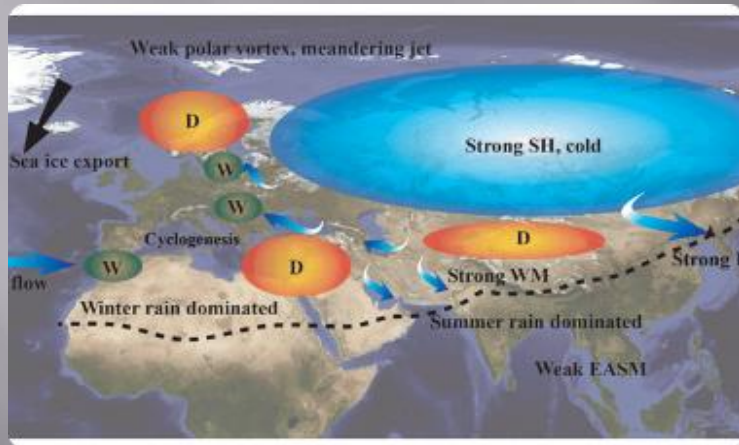 Weak polar vortex, meandering jet
D
Strong SH, cold
Sea ice export
W
W
Cyclogenesis
D
D
Strong
W
flow
Strong WM
Winter rain dominated
Summer rain dominated
Weak EASM